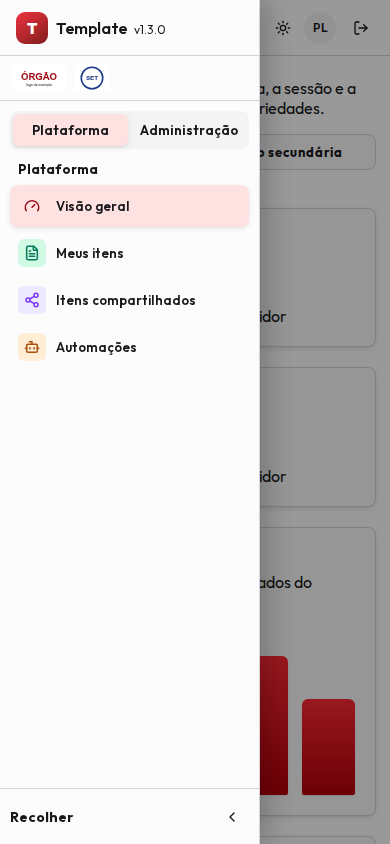 T
Template v1.3.0
PL
ÓRGÃO
SET
a, a sessão e a
riedades.
Plataforma
Administração
o secundária
Plataforma
Visão geral
Meus itens
Itens compartilhados
idor
Automações
idor
ados do
Recolher